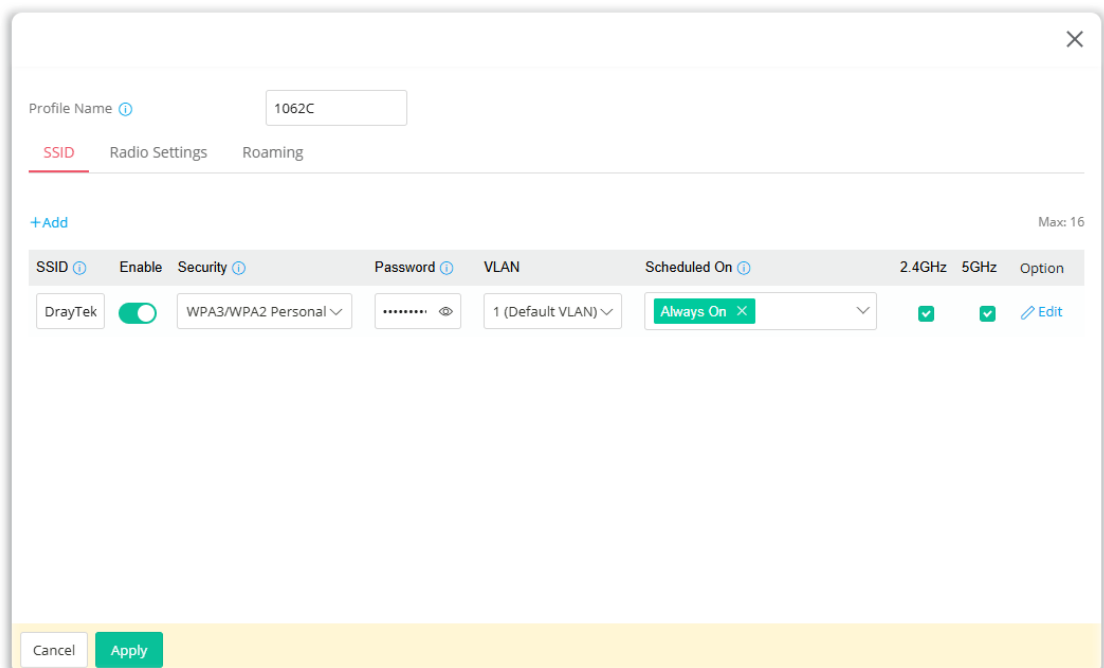 Profile Name
1062C
SSID Radio Settings Roaming
+Add
Max: 16
SSID Enable Security Password VLAN Scheduled On 2.4GHz 5GHz Option
DrayTek WPA3/WPA2 Personal ········· 1 (Default VLAN) Always On × Edit
Cancel Apply